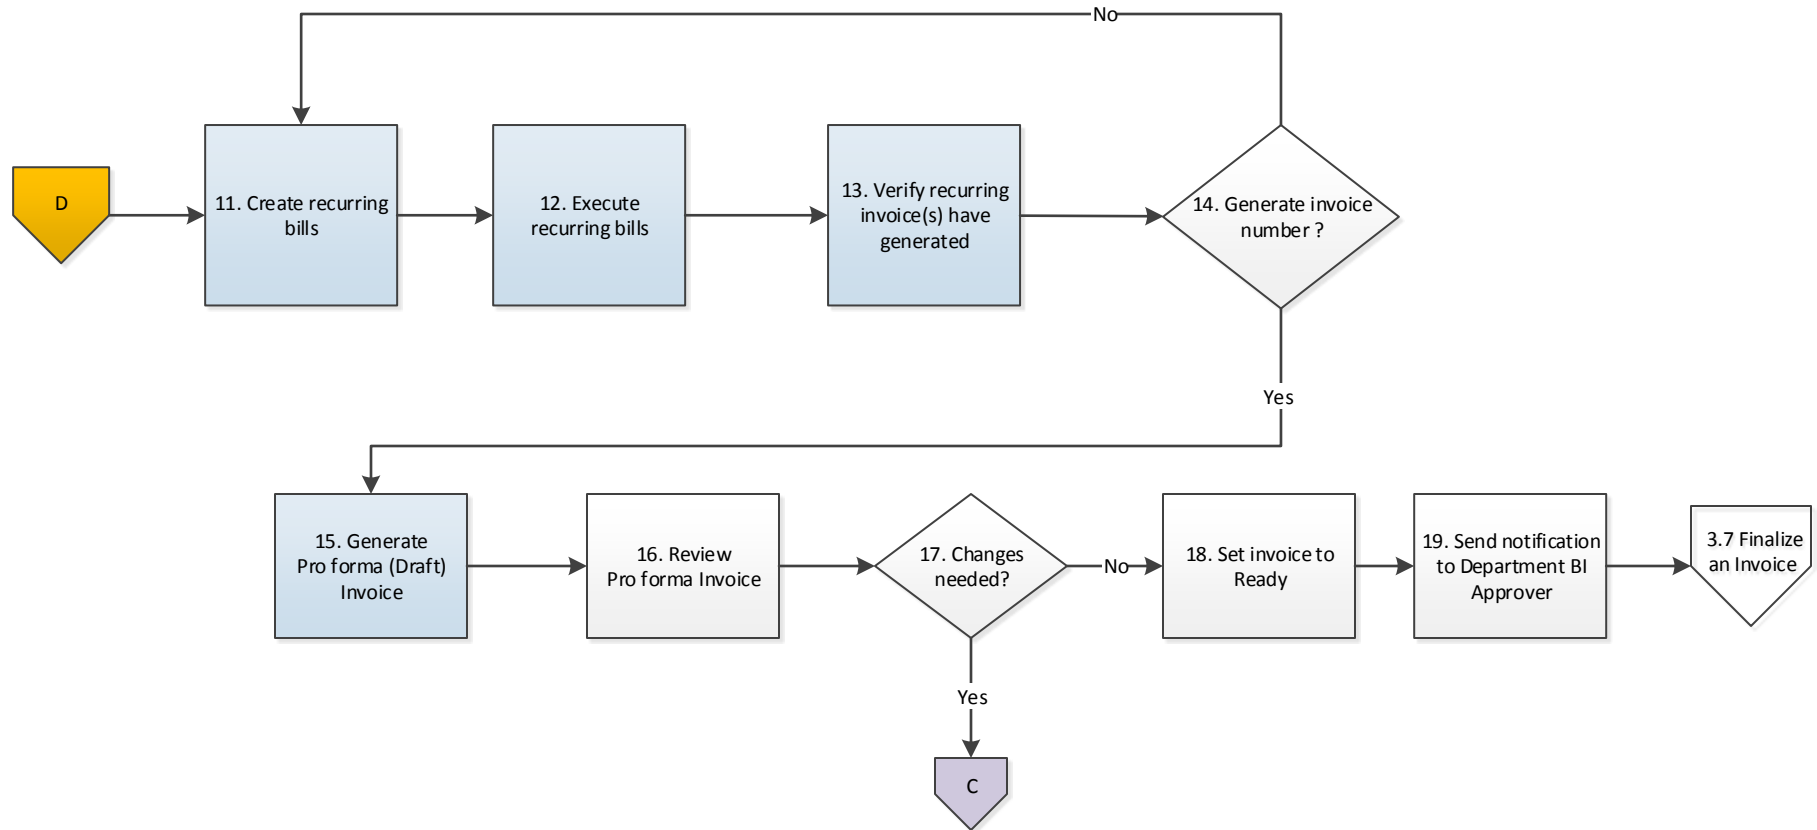 No
D
11. Create recurring
bills
12. Execute
recurring bills
13. Verify recurring
invoice(s) have
generated
14. Generate invoice
number ?
Yes
15. Generate
Pro forma (Draft)
Invoice
16. Review
Pro forma Invoice
17. Changes
needed?
No
18. Set invoice to
Ready
19. Send notification
to Department BI
Approver
3.7 Finalize
an Invoice
Yes
C